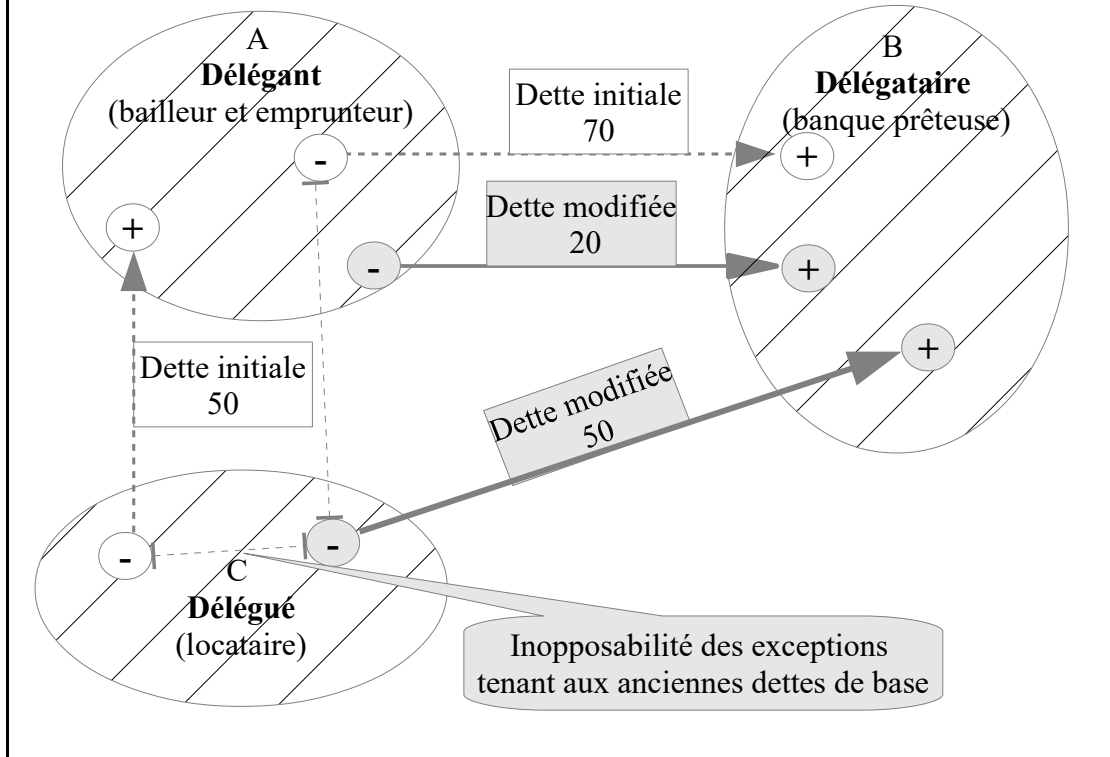 A
Délégant
(bailleur et emprunteur)
-
+
Dette initiale
70
B
Délégataire
(banque prêteuse)
+
Dette modifiée
20
-
+
Dette initiale
50
Dette modifiée
50
+
-
-
C
Délégué
(locataire)
Inopposabilité des exceptions
tenant aux anciennes dettes de base